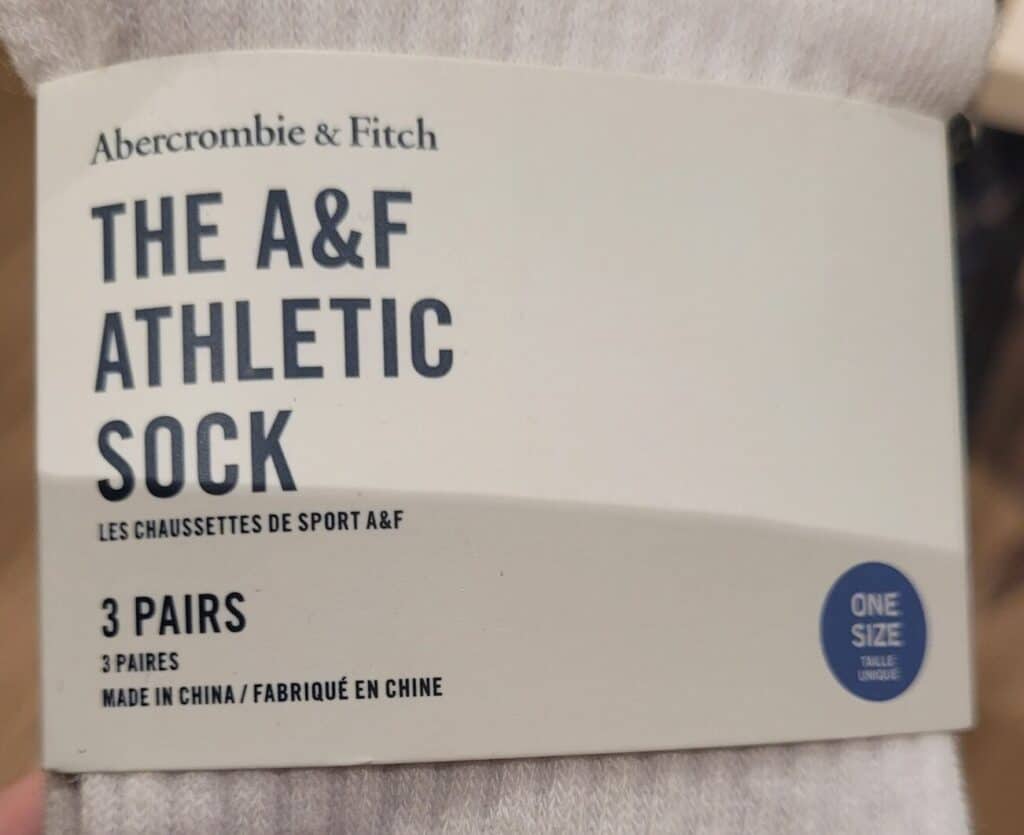 Abercrombie & Fitch
THE A&F
ATHLETIC
SOCK
LES CHAUSSETTES DE SPORT A&F
3 PAIRS
3 PAIRES
MADE IN CHINA / FABRIQUÉ EN CHINE
ONE
SIZE
TAILLE
UNIQUE